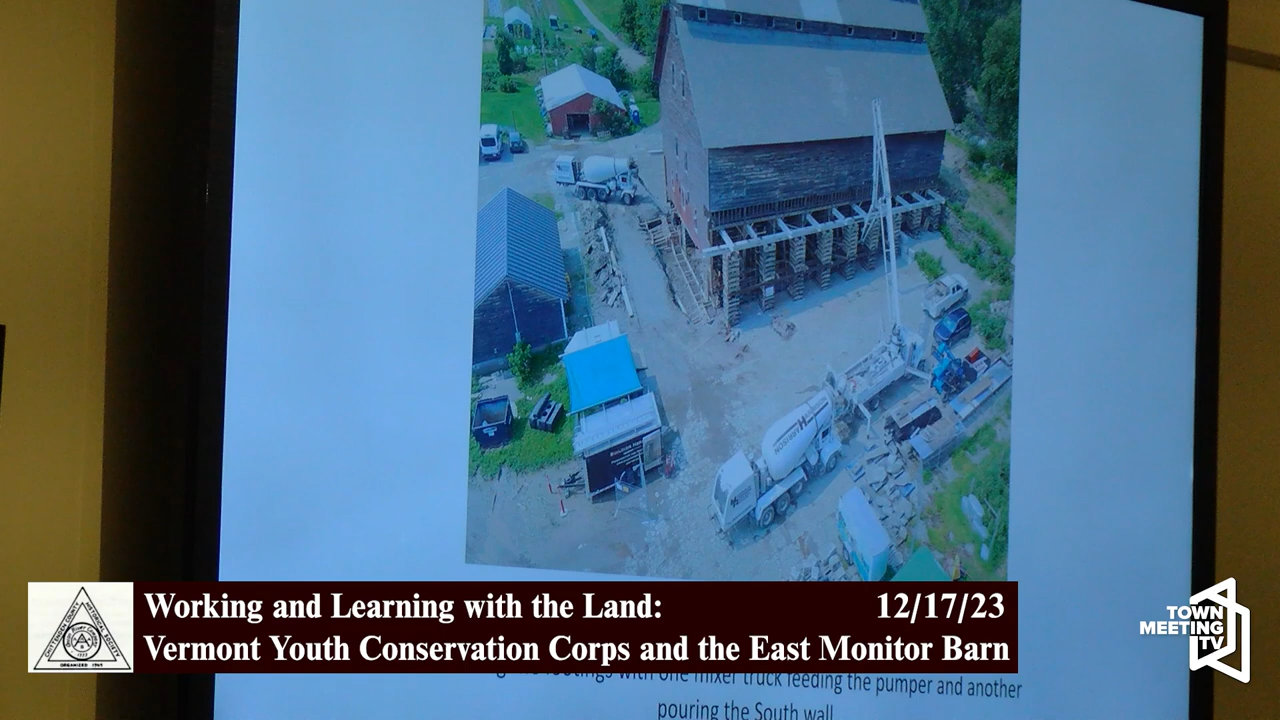 Working and Learning with the Land: 12/17/23
Vermont Youth Conservation Corps and the East Monitor Barn
ORGANIZED
TOWN
MEETING
TV
footings with one mixer truck feeding the pumper and another
pouring the South wall